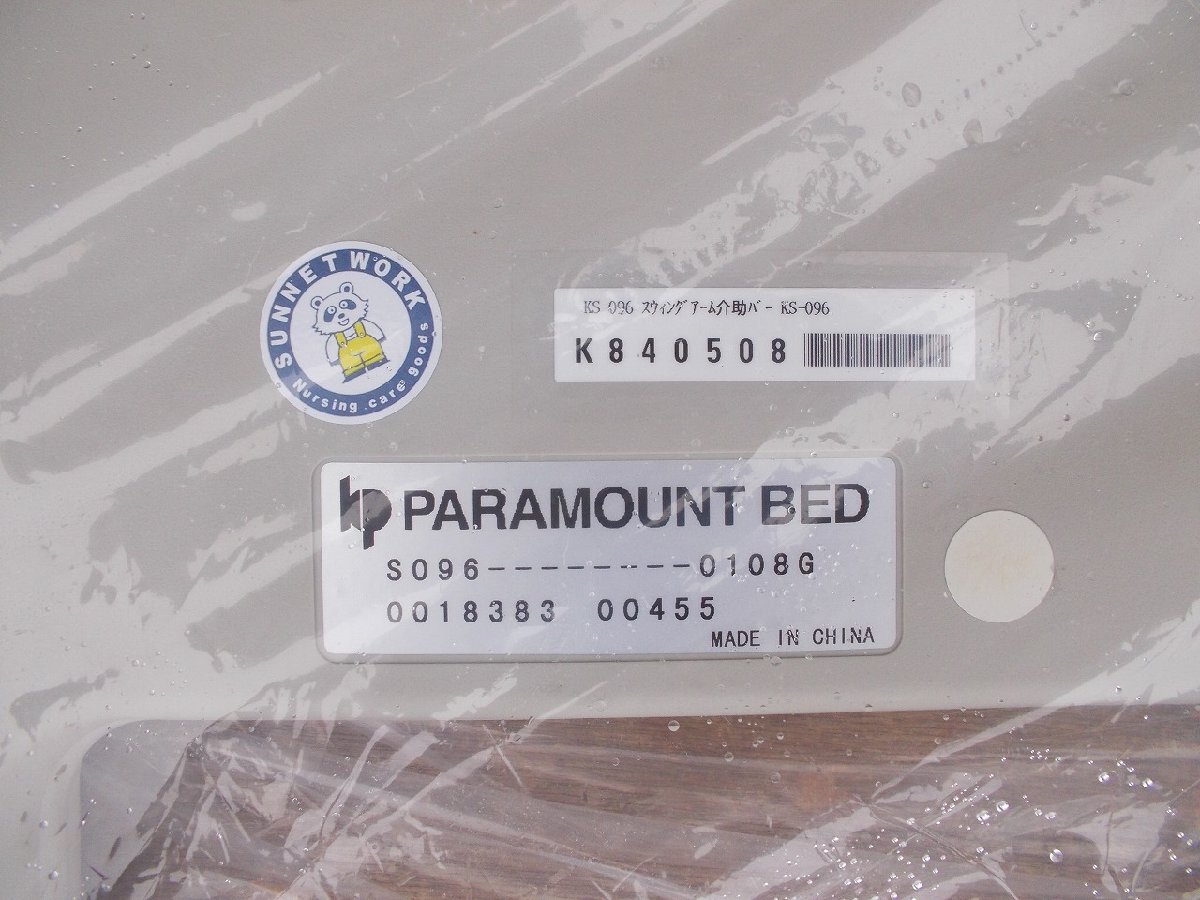 SUNNETWORK
Nursing care goods
KS-096 スウィングアーム介助バー KS-096
K840508
PARAMOUNT BED
S096--------0108G
0018383 00455
MADE IN CHINA